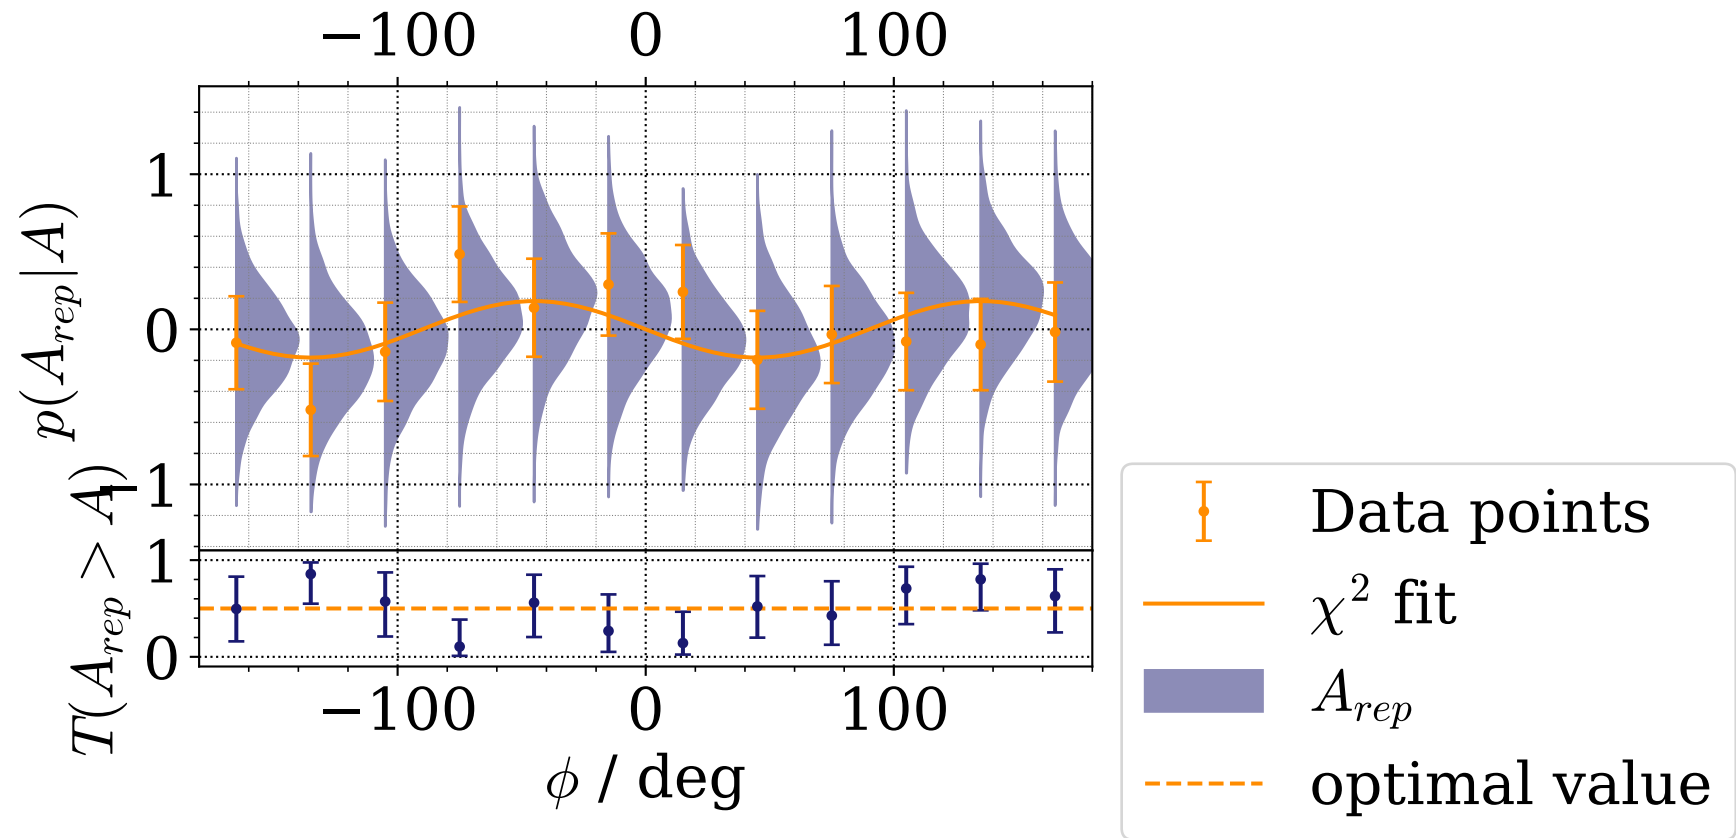 −100 0 100
p(A_rep|A)
1
0
−1
T(A_rep > A)
1
0
−100 0 100
ϕ / deg
Data points
χ² fit
A_rep
optimal value